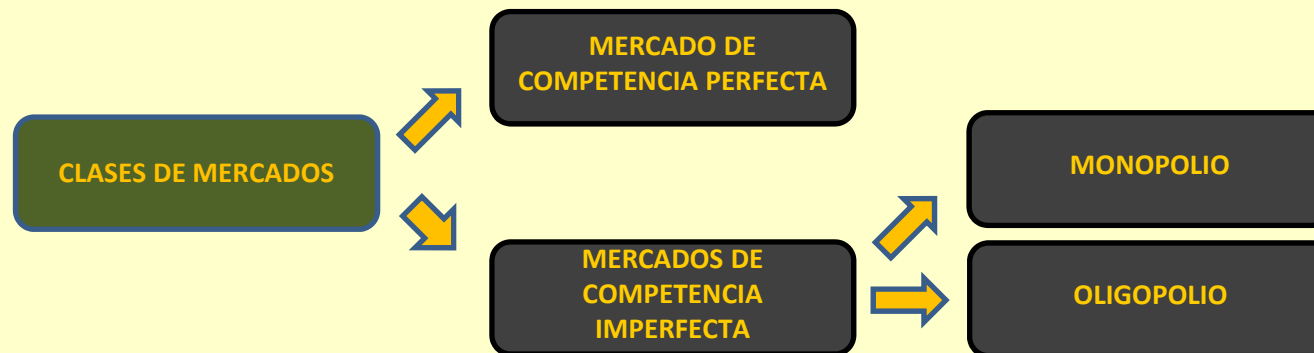 CLASES DE MERCADOS
MERCADO DE
COMPETENCIA PERFECTA
MERCADOS DE
COMPETENCIA
IMPERFECTA
MONOPOLIO
OLIGOPOLIO